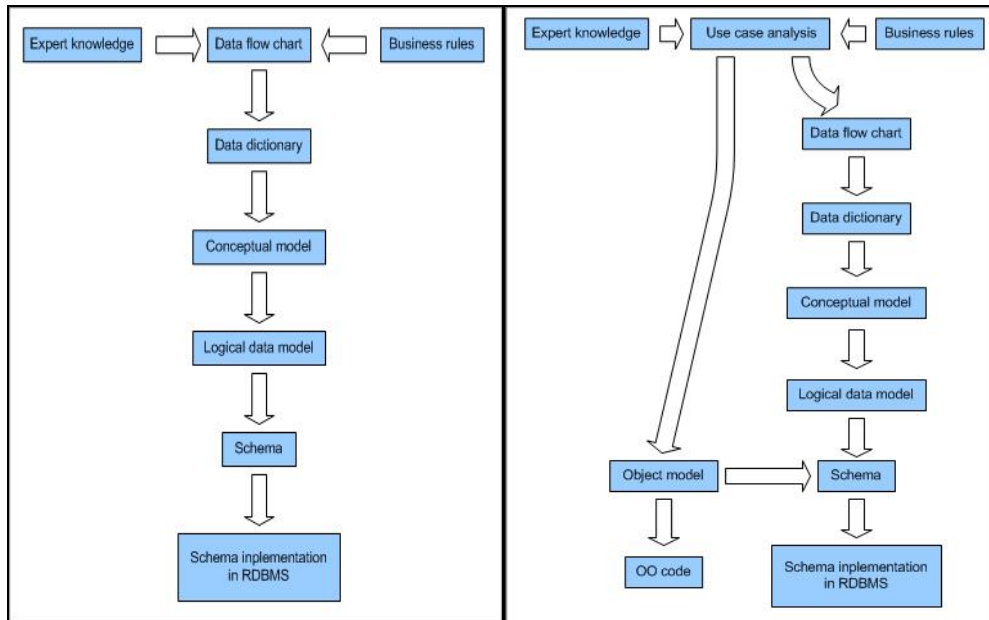 Expert knowledge
Data flow chart
Business rules
Data dictionary
Conceptual model
Logical data model
Schema
Schema inplementation
in RDBMS
Expert knowledge
Use case analysis
Business rules
Data flow chart
Data dictionary
Conceptual model
Logical data model
Object model
Schema
OO code
Schema inplementation
in RDBMS